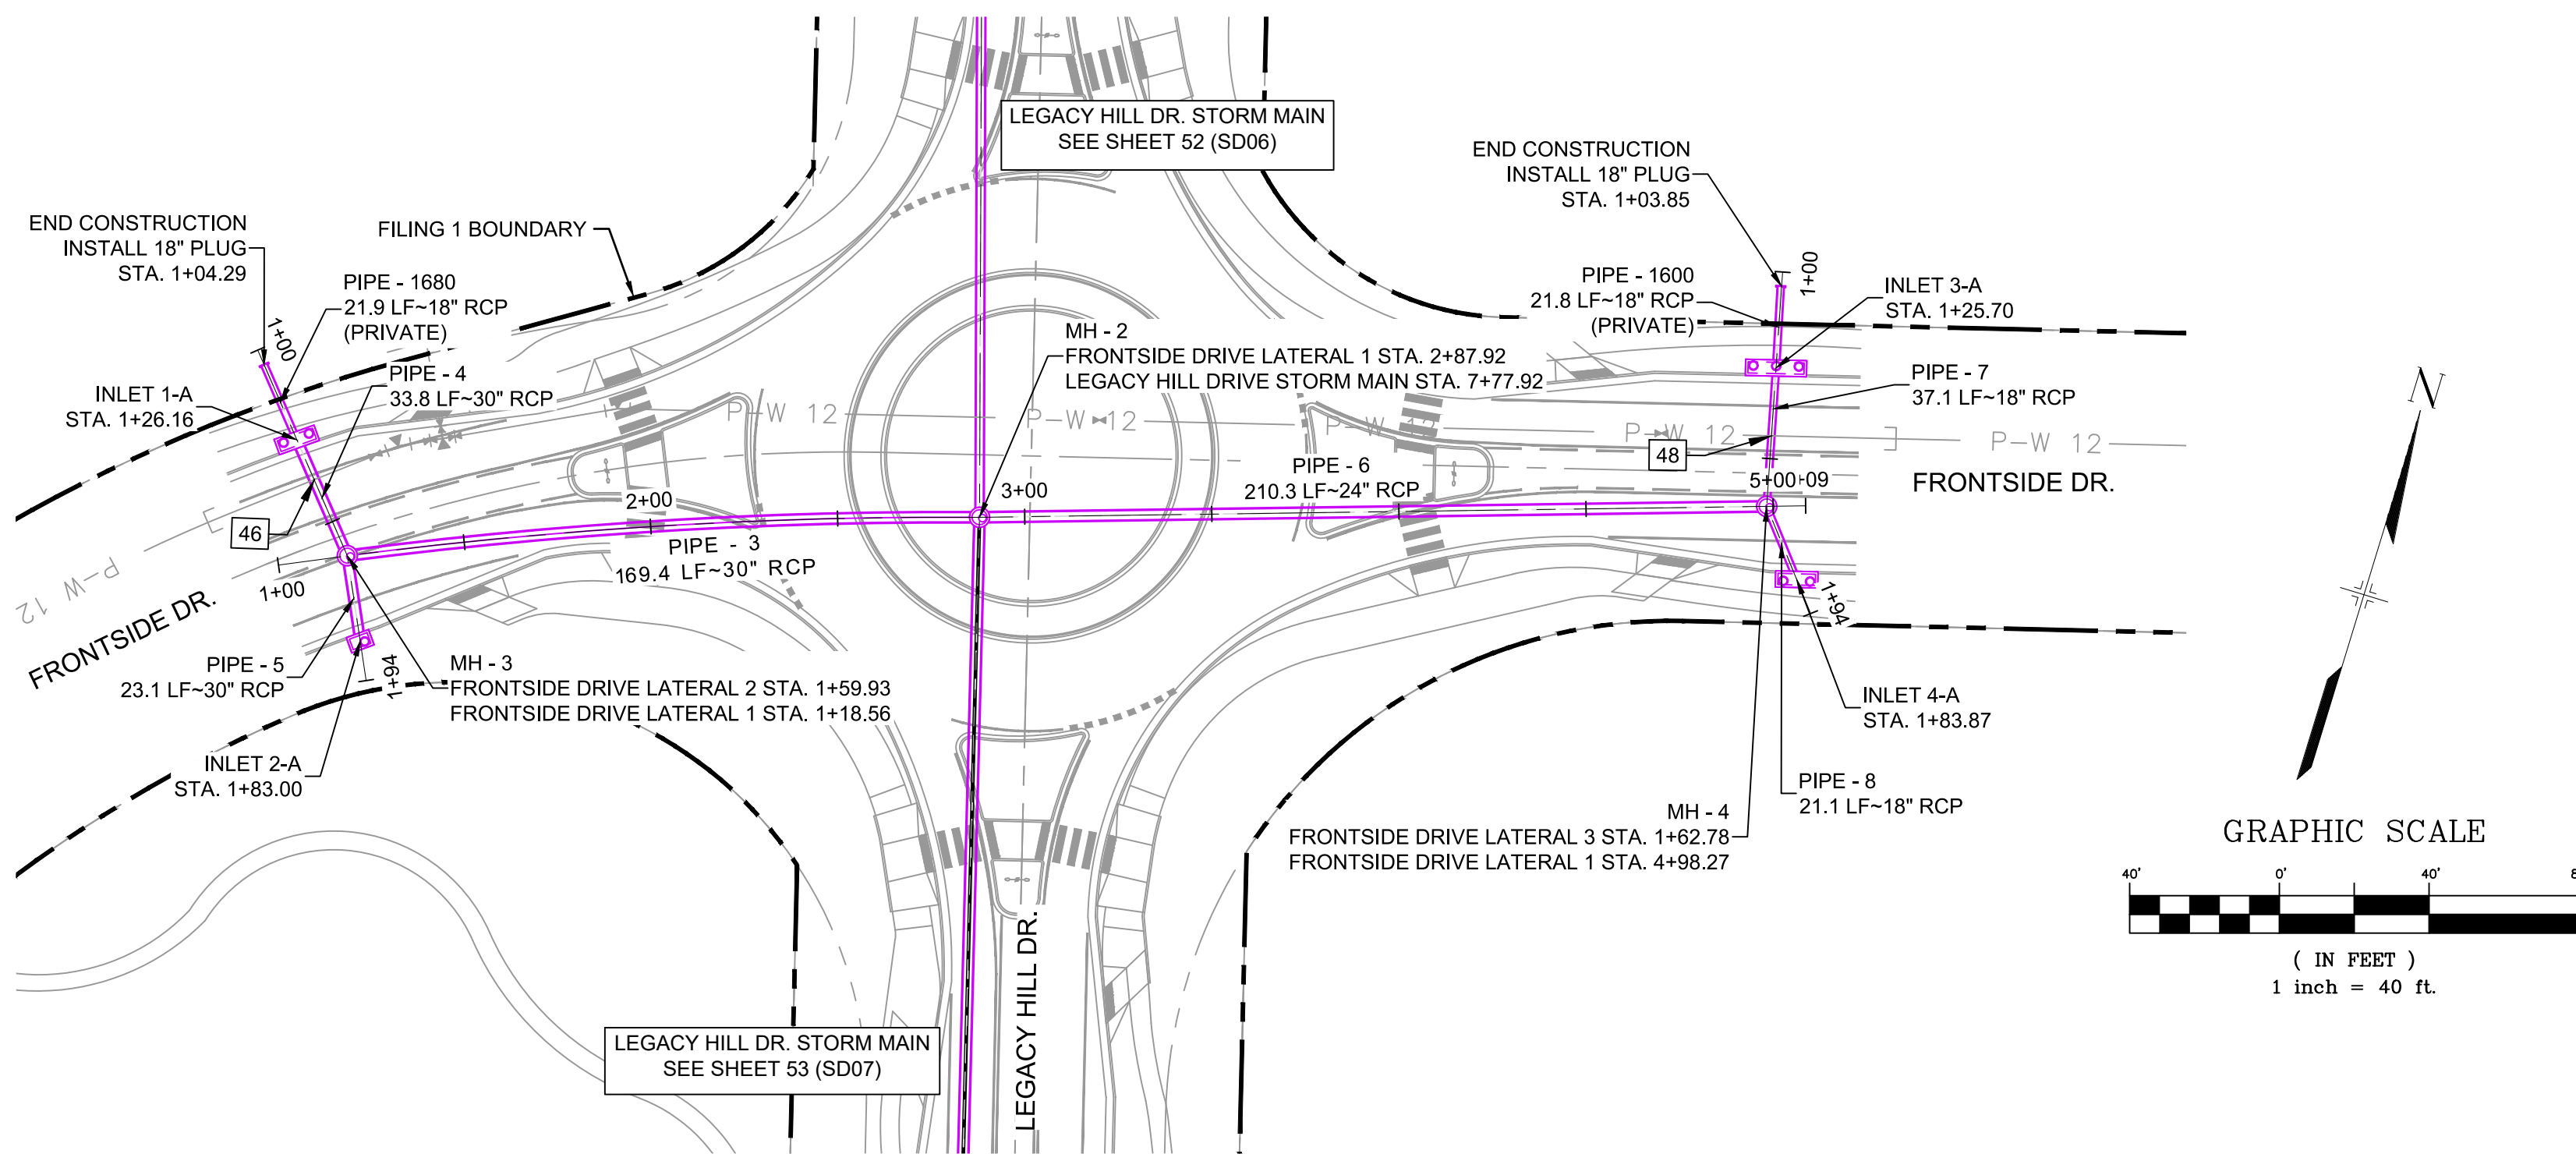 LEGACY HILL DR. STORM MAIN
SEE SHEET 52 (SD06)
END CONSTRUCTION
INSTALL 18" PLUG
STA. 1+03.85
END CONSTRUCTION
INSTALL 18" PLUG
STA. 1+04.29
FILING 1 BOUNDARY
PIPE - 1680
21.9 LF~18" RCP
(PRIVATE)
1+00
PIPE - 4
33.8 LF~30" RCP
INLET 1-A
STA. 1+26.16
MH - 2
FRONTSIDE DRIVE LATERAL 1 STA. 2+87.92
LEGACY HILL DRIVE STORM MAIN STA. 7+77.92
PIPE - 1600
21.8 LF~18" RCP
(PRIVATE)
1+00
INLET 3-A
STA. 1+25.70
PIPE - 7
37.1 LF~18" RCP
P-W 12
P-W 12
P-W 12
P-W 12
P-W 12
48
46
FRONTSIDE DR.
PIPE - 6
210.3 LF~24" RCP
2+00
3+00
5+00
+09
PIPE - 3
169.4 LF~30" RCP
P-W 12
1+00
FRONTSIDE DR.
PIPE - 5
23.1 LF~30" RCP
1+94
MH - 3
FRONTSIDE DRIVE LATERAL 2 STA. 1+59.93
FRONTSIDE DRIVE LATERAL 1 STA. 1+18.56
INLET 2-A
STA. 1+83.00
1+94
INLET 4-A
STA. 1+83.87
PIPE - 8
21.1 LF~18" RCP
MH - 4
FRONTSIDE DRIVE LATERAL 3 STA. 1+62.78
FRONTSIDE DRIVE LATERAL 1 STA. 4+98.27
LEGACY HILL DR.
LEGACY HILL DR. STORM MAIN
SEE SHEET 53 (SD07)
N
GRAPHIC SCALE
40' 0' 40'
( IN FEET )
1 inch = 40 ft.